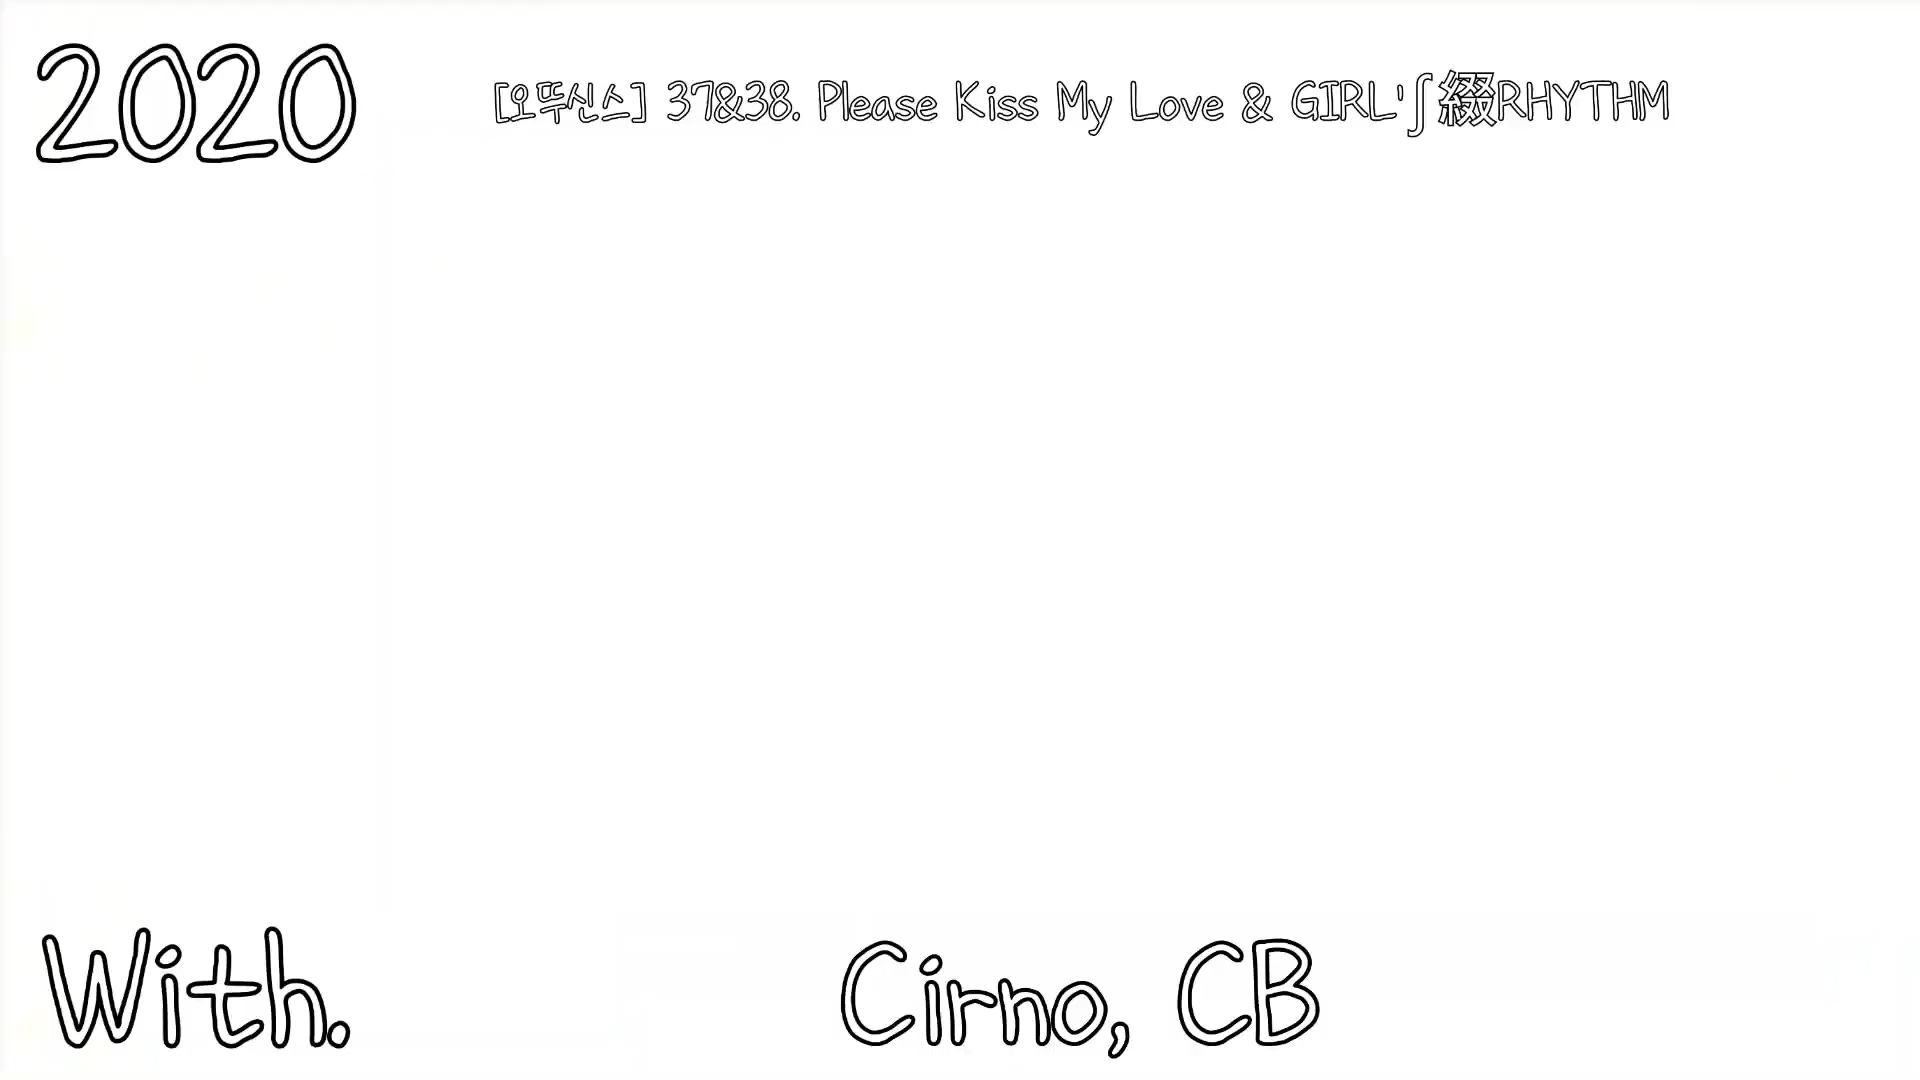 2020
[오뚜신스] 37&38. Please Kiss My Love & GIRL'∫綴RHYTHM
With.
Cirno, CB